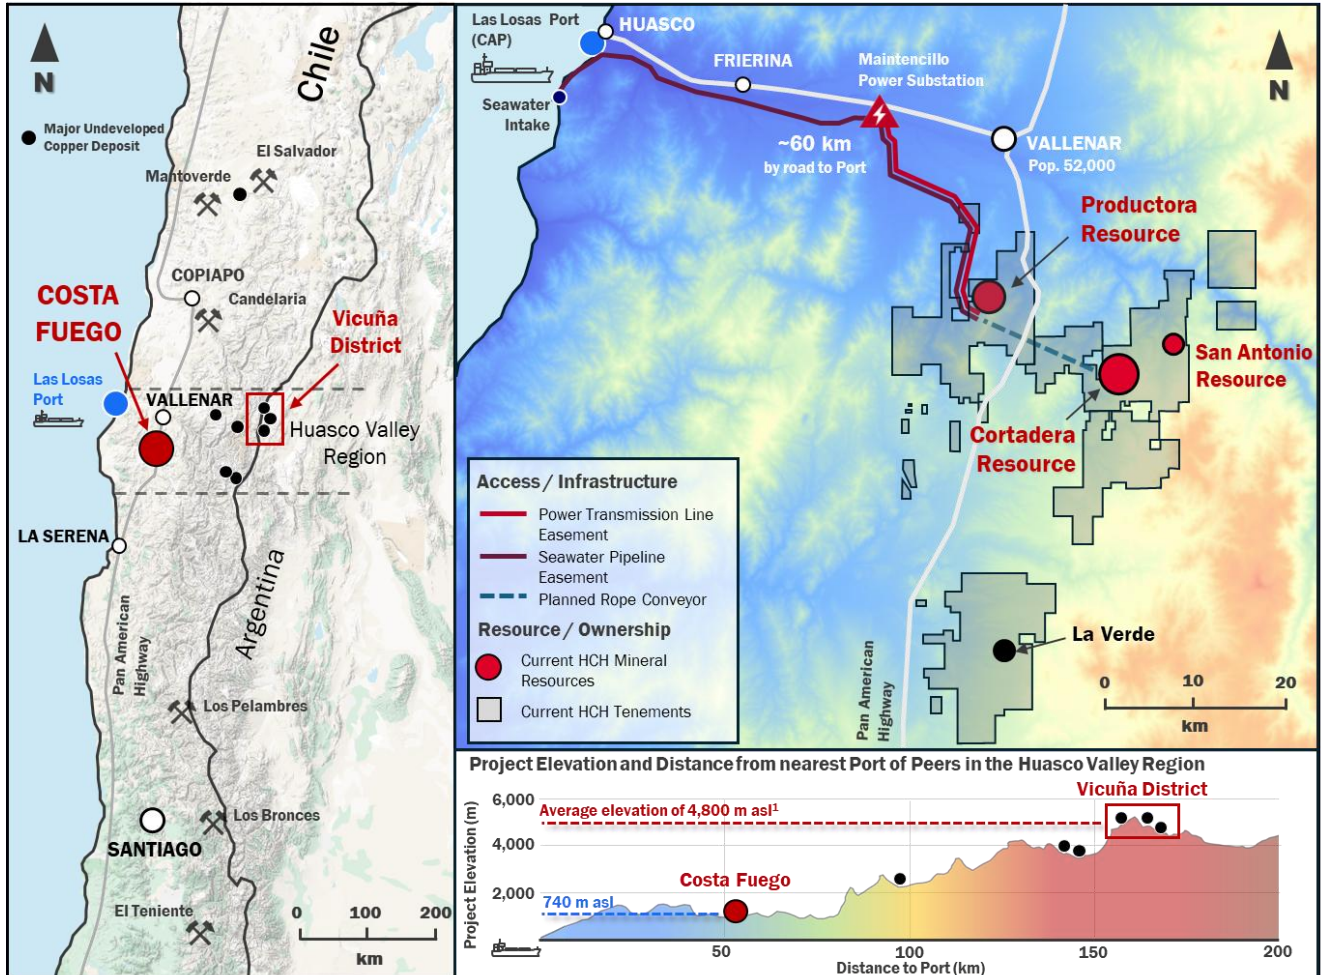 Chile
N
Major Undeveloped
Copper Deposit
El Salvador
Mantoverde
COPIAPO
Candelaria
COSTA
FUEGO
Vicuña
District
Las Losas
Port
VALLENAR
Huasco Valley
Region
LA SERENA
Argentina
Pan American
Highway
Los Pelambres
Los Bronces
SANTIAGO
El Teniente
0 100 200
km
Las Losas Port
(CAP)
HUASCO
FRIERINA
Maintencillo
Power Substation
N
Seawater
Intake
~60 km
by road to Port
VALLENAR
Pop. 52,000
Productora
Resource
San Antonio
Resource
Cortadera
Resource
Access / Infrastructure
Power Transmission Line
Easement
Seawater Pipeline
Easement
Planned Rope Conveyor
Resource / Ownership
Current HCH Mineral
Resources
Current HCH Tenements
La Verde
Pan American
Highway
0 10 20
km
Project Elevation and Distance from nearest Port of Peers in the Huasco Valley Region
Vicuña District
Project Elevation (m)
6,000
Average elevation of 4,800 m asl¹
4,000
Costa Fuego
2,000
740 m asl
50 100 150 200
Distance to Port (km)